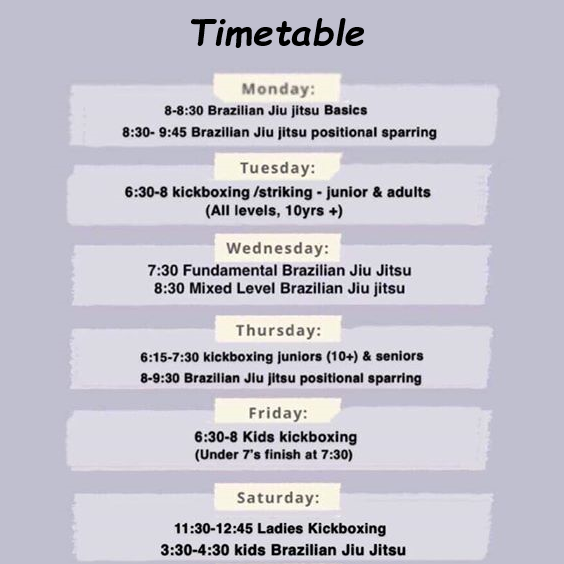 Timetable
Monday:
8-8:30 Brazilian Jiu jitsu Basics
8:30- 9:45 Brazilian Jiu jitsu positional sparring
Tuesday:
6:30-8 kickboxing /striking - junior & adults
(All levels, 10yrs +)
Wednesday:
7:30 Fundamental Brazilian Jiu Jitsu
8:30 Mixed Level Brazilian Jiu jitsu
Thursday:
6:15-7:30 kickboxing juniors (10+) & seniors
8-9:30 Brazilian Jiu jitsu positional sparring
Friday:
6:30-8 Kids kickboxing
(Under 7's finish at 7:30)
Saturday:
11:30-12:45 Ladies Kickboxing
3:30-4:30 kids Brazilian Jiu Jitsu